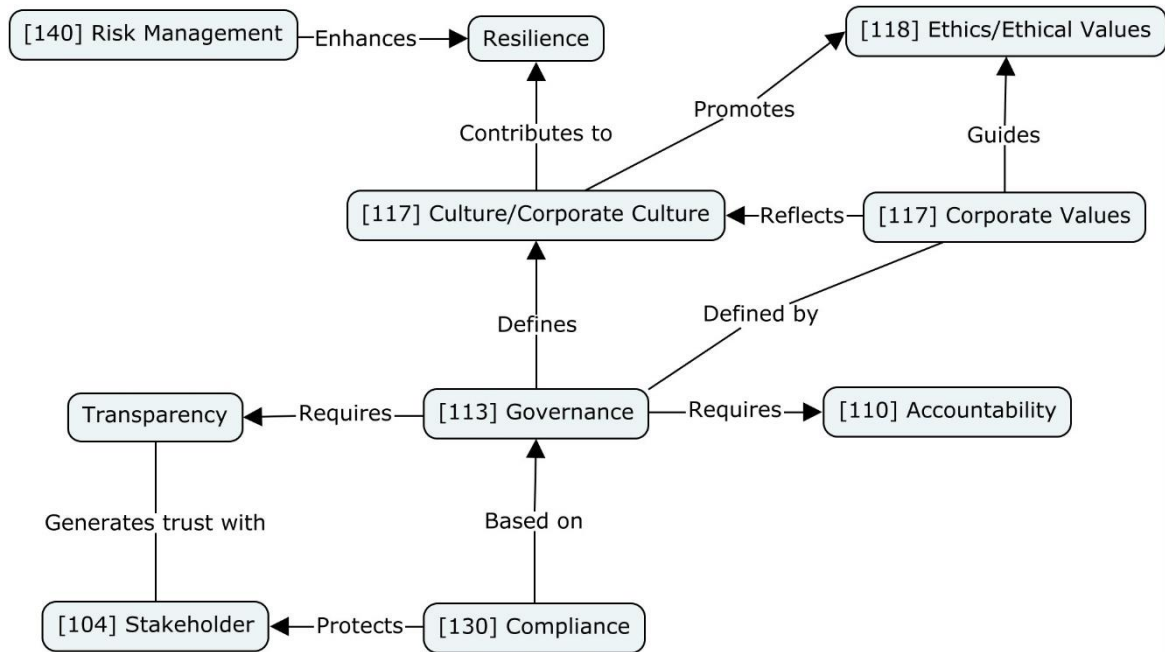 [140] Risk Management
Enhances
Resilience
[118] Ethics/Ethical Values
Promotes
Contributes to
Guides
[117] Culture/Corporate Culture
Reflects
[117] Corporate Values
Defines
Defined by
Transparency
Requires
[113] Governance
Requires
[110] Accountability
Generates trust with
Based on
[104] Stakeholder
Protects
[130] Compliance